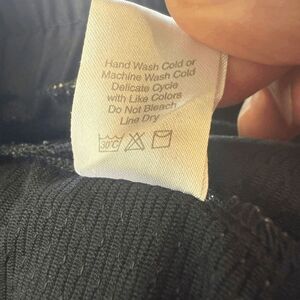 Hand Wash Cold or
Machine Wash Cold
Delicate Cycle
with Like Colors
Do Not Bleach
Line Dry
30°C